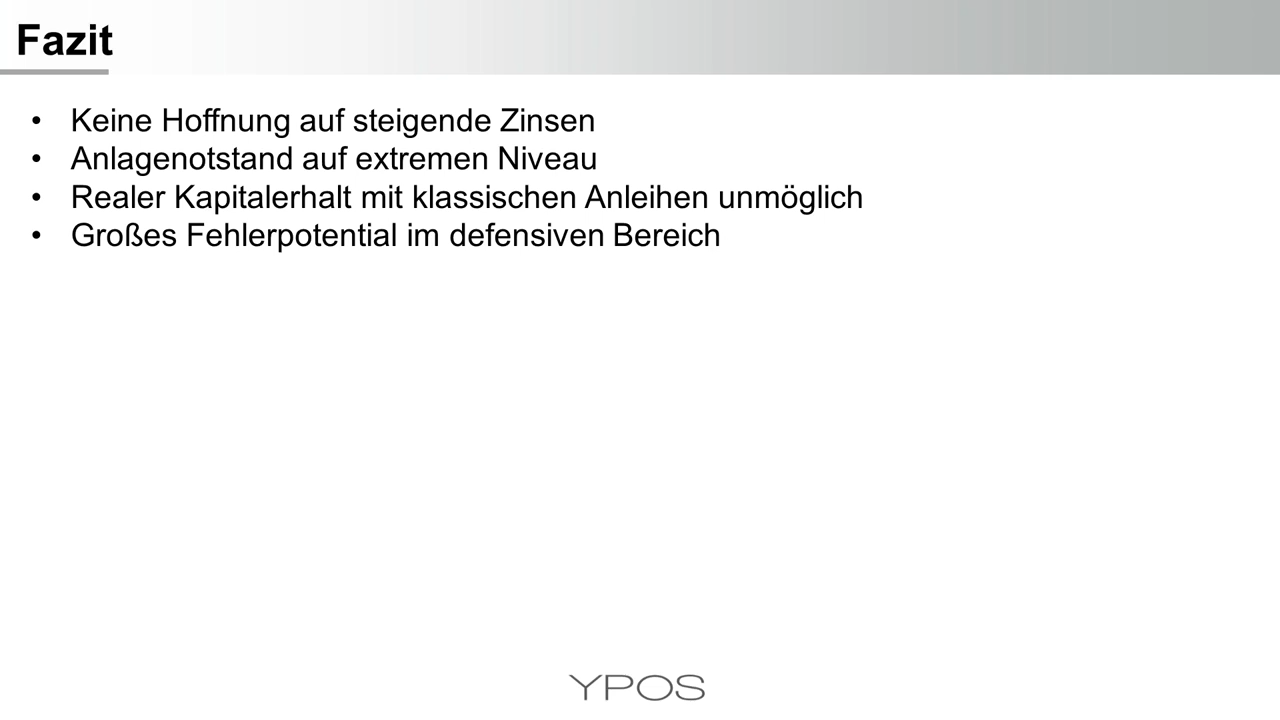 Fazit
• Keine Hoffnung auf steigende Zinsen
• Anlagenotstand auf extremen Niveau
• Realer Kapitalerhalt mit klassischen Anleihen unmöglich
• Großes Fehlerpotential im defensiven Bereich
YPOS